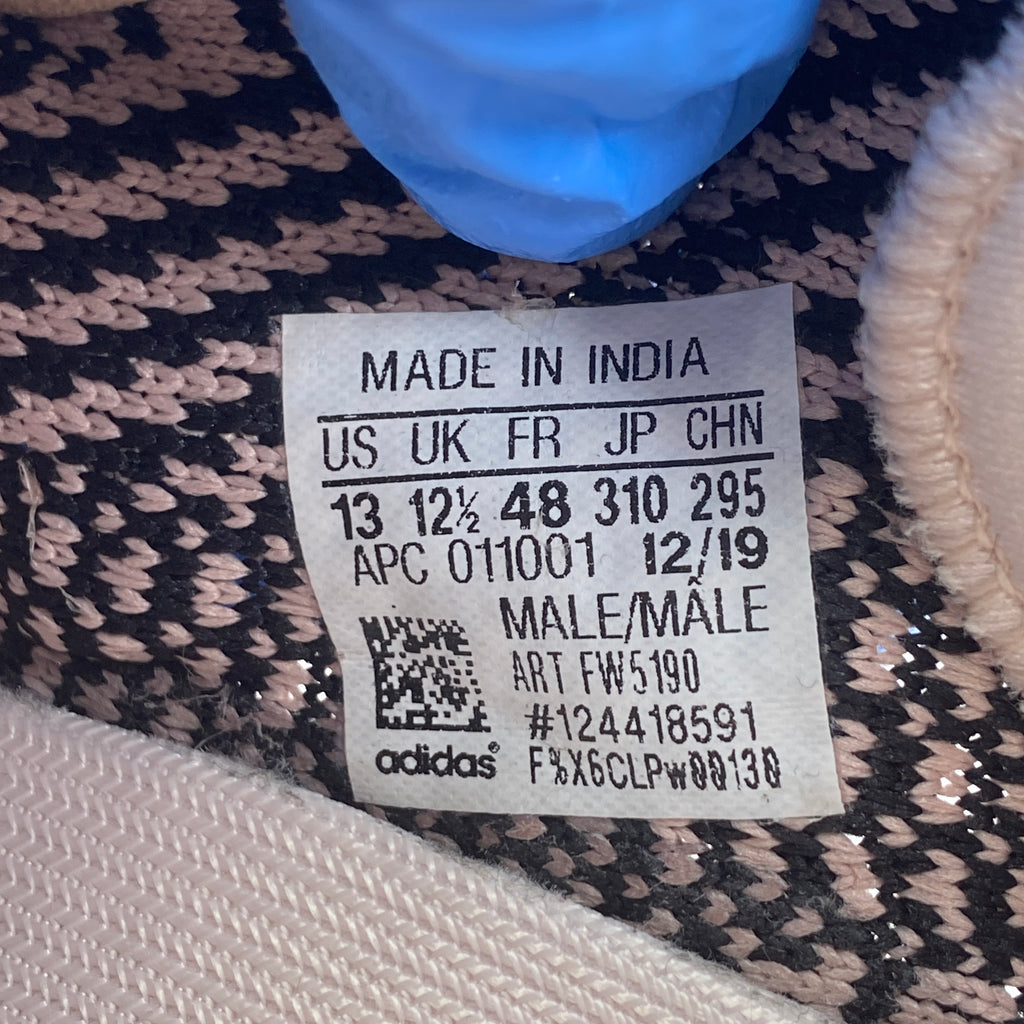 MADE IN INDIA
US UK FR JP CHN
13 12½ 48 310 295
APC 011001 12/19
MALE/MÂLE
ART FW5190
#124418591
adidas® F%X6CLPw00130